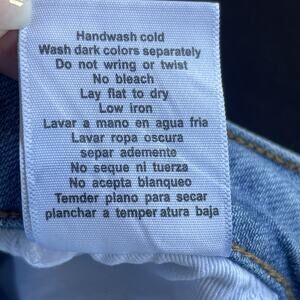 Handwash cold
Wash dark colors separately
Do not wring or twist
No bleach
Lay flat to dry
Low iron
Lavar a mano en agua fria
Lavar ropa oscura
separ ademente
No seque ni tuerza
No acepta blanqueo
Temder plano para secar
planchar a temper atura baja